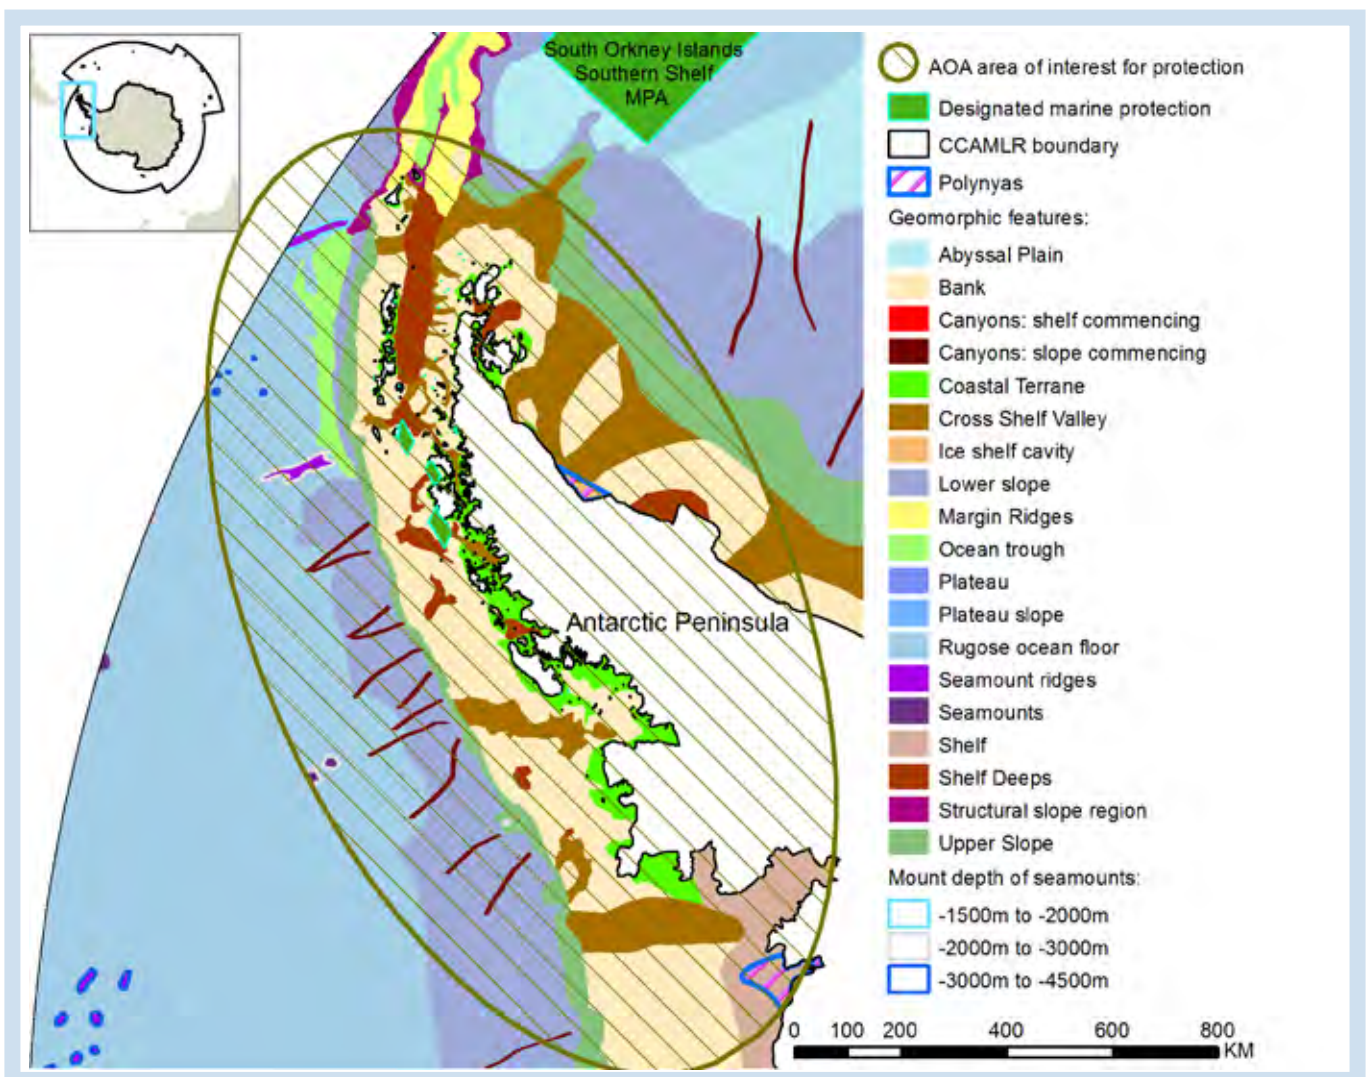 South Orkney Islands
Southern Shelf
MPA
Antarctic Peninsula
AOA area of interest for protection
Designated marine protection
CCAMLR boundary
Polynyas
Geomorphic features:
Abyssal Plain
Bank
Canyons: shelf commencing
Canyons: slope commencing
Coastal Terrane
Cross Shelf Valley
Ice shelf cavity
Lower slope
Margin Ridges
Ocean trough
Plateau
Plateau slope
Rugose ocean floor
Seamount ridges
Seamounts
Shelf
Shelf Deeps
Structural slope region
Upper Slope
Mount depth of seamounts:
-1500m to -2000m
-2000m to -3000m
-3000m to -4500m
0 100 200 400 600 800
KM